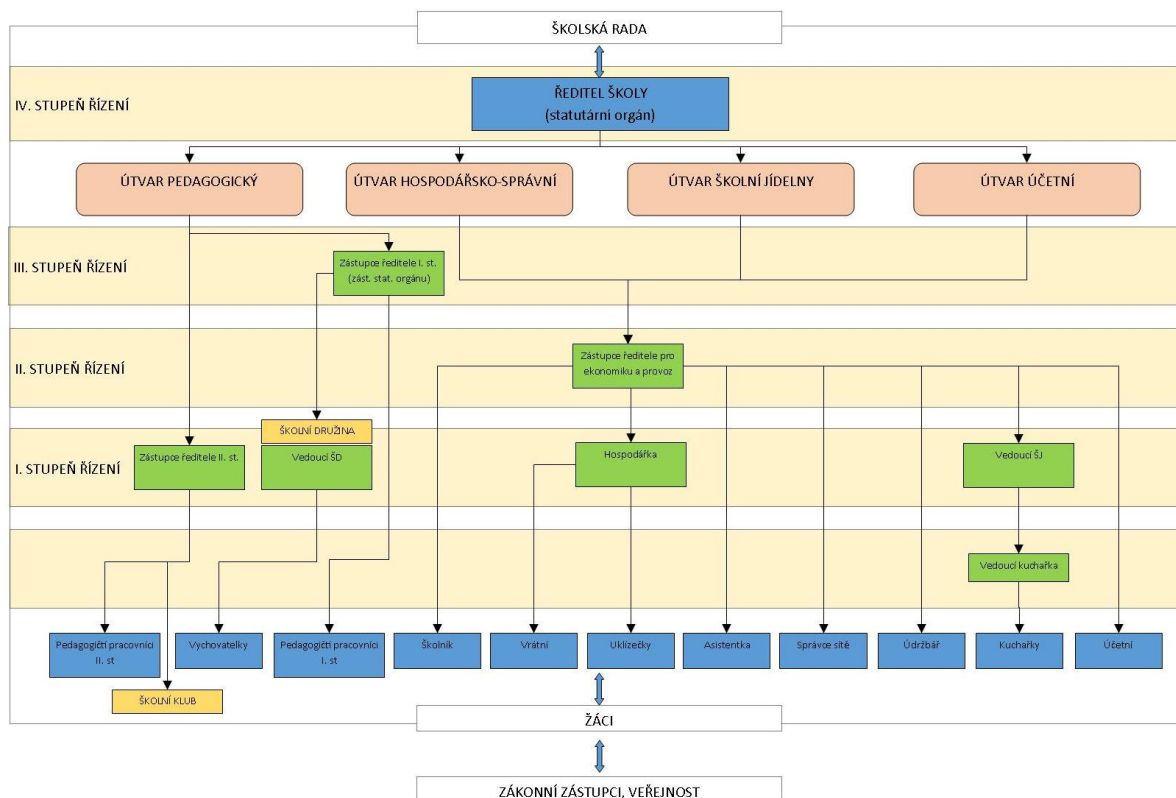 ŠKOLSKÁ RADA
IV. STUPEŇ ŘÍZENÍ
ŘEDITEL ŠKOLY
(statutární orgán)
ÚTVAR PEDAGOGICKÝ
ÚTVAR HOSPODÁŘSKO-SPRÁVNÍ
ÚTVAR ŠKOLNÍ JÍDELNY
ÚTVAR ÚČETNÍ
III. STUPEŇ ŘÍZENÍ
Zástupce ředitele I. st.
(zást. stat. orgánu)
II. STUPEŇ ŘÍZENÍ
Zástupce ředitele pro
ekonomiku a provoz
ŠKOLNÍ DRUŽINA
I. STUPEŇ ŘÍZENÍ
Zástupce ředitele II. st.
Vedoucí ŠD
Hospodářka
Vedoucí ŠJ
Vedoucí kuchařka
Pedagogičtí pracovníci
II. st
Vychovatelky
Pedagogičtí pracovníci
I. st
Školník
Vrátní
Uklízečky
Asistentka
Správce sítě
Údržbář
Kuchařky
Účetní
ŠKOLNÍ KLUB
ŽÁCI
ZÁKONNÍ ZÁSTUPCI, VEŘEJNOST